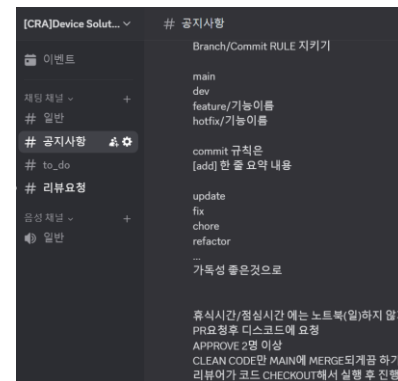 [CRA]Device Solut...
이벤트
채팅 채널
일반
공지사항
to_do
리뷰요청
음성 채널
일반
# 공지사항
Branch/Commit RULE 지키기
main
dev
feature/기능이름
hotfix/기능이름
commit 규칙은
[add] 한 줄 요약 내용
update
fix
chore
refactor
...
가독성 좋은것으로
휴식시간/점심시간 에는 노트북(일)하지 않
PR요청후 디스코드에 요청
APPROVE 2명 이상
CLEAN CODE만 MAIN에 MERGE되게끔 하기
리뷰어가 코드 CHECKOUT해서 실행 후 진행